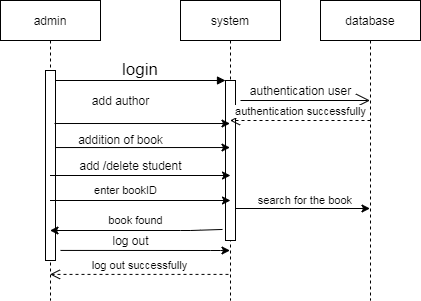 admin
system
database
login
authentication user
add author
authentication successfully
addition of book
add /delete student
enter bookID
search for the book
book found
log out
log out successfully